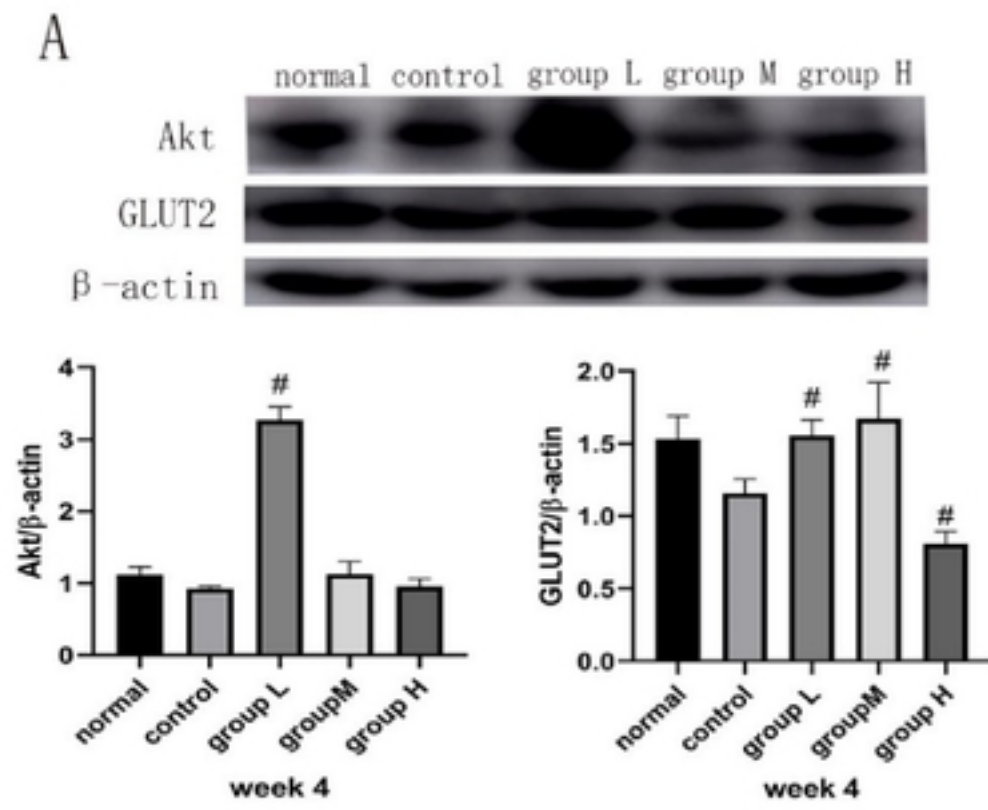 A
normal control group L group M group H
Akt
GLUT2
β-actin
Akt/β-actin
4
3
2
1
0
#
normal
control
group L
groupM
group H
week 4
GLUT2/β-actin
2.0
1.5
1.0
0.5
0.0
#
#
#
normal
control
group L
groupM
group H
week 4